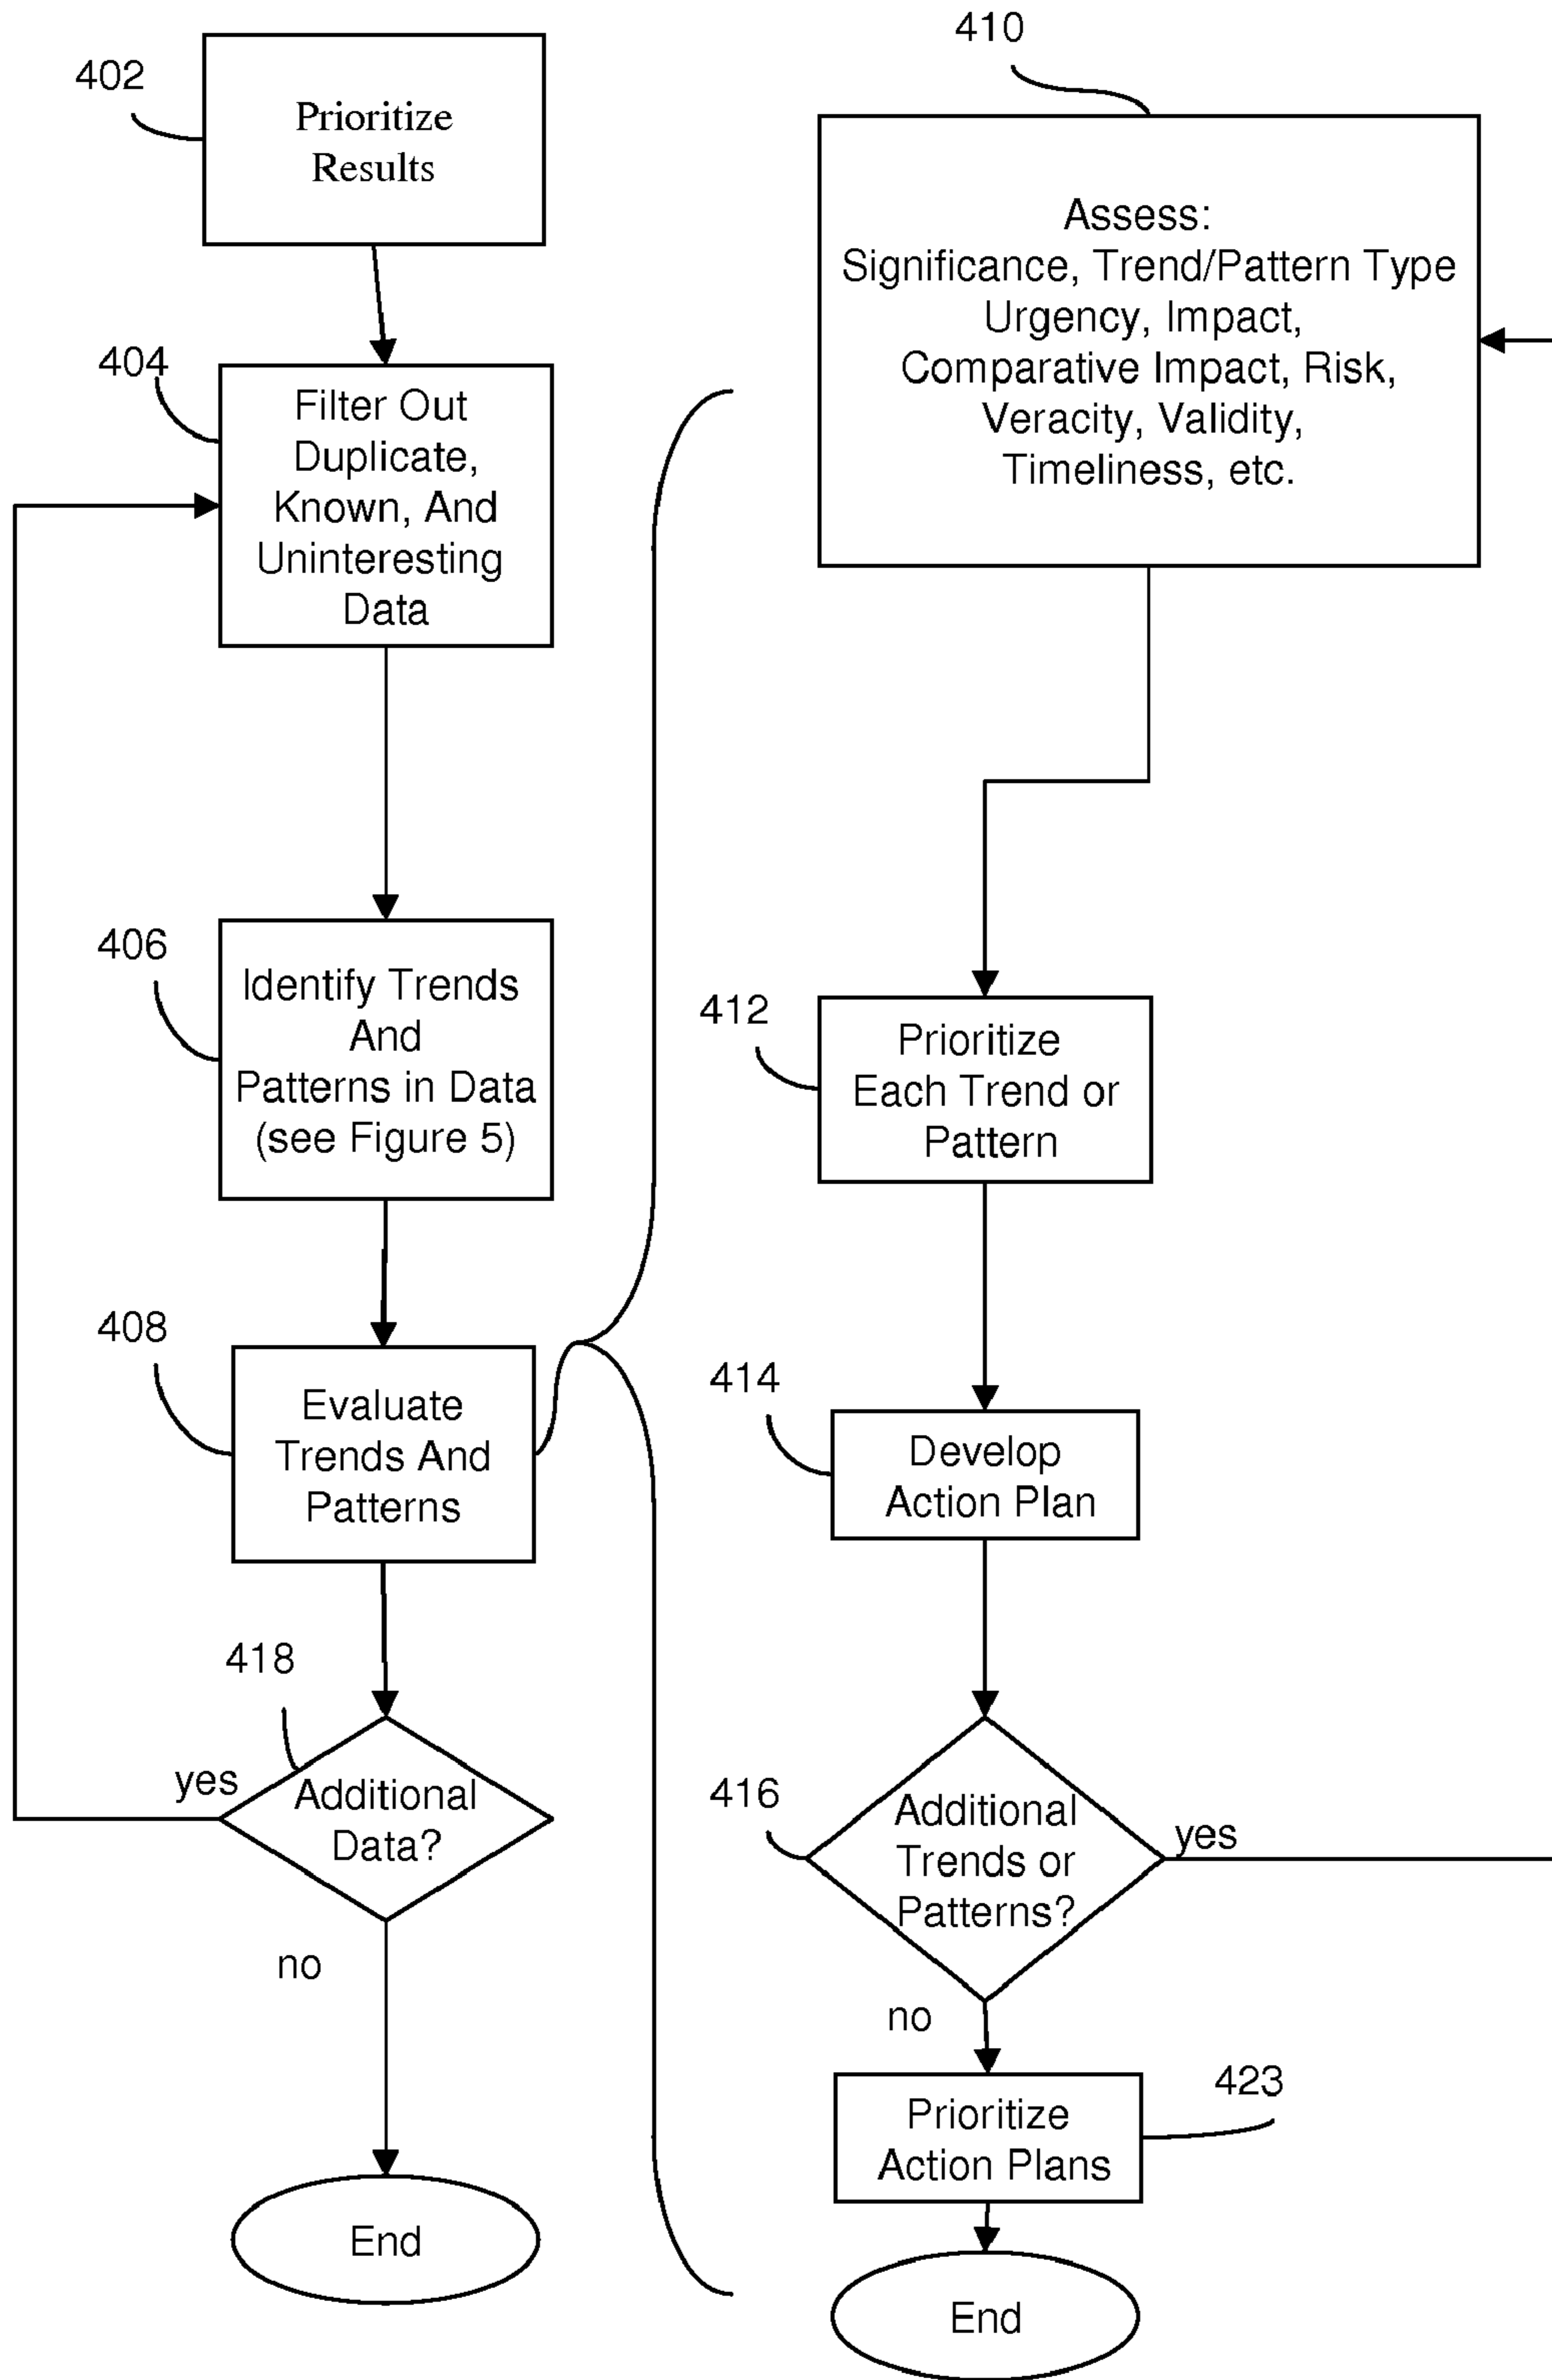 402
Prioritize
Results
404
Filter Out
Duplicate,
Known, And
Uninteresting
Data
406
Identify Trends
And
Patterns in Data
(see Figure 5)
408
Evaluate
Trends And
Patterns
418
yes
Additional
Data?
no
End
410
Assess:
Significance, Trend/Pattern Type
Urgency, Impact,
Comparative Impact, Risk,
Veracity, Validity,
Timeliness, etc.
412
Prioritize
Each Trend or
Pattern
414
Develop
Action Plan
416
Additional
Trends or
Patterns?
yes
no
423
Prioritize
Action Plans
End